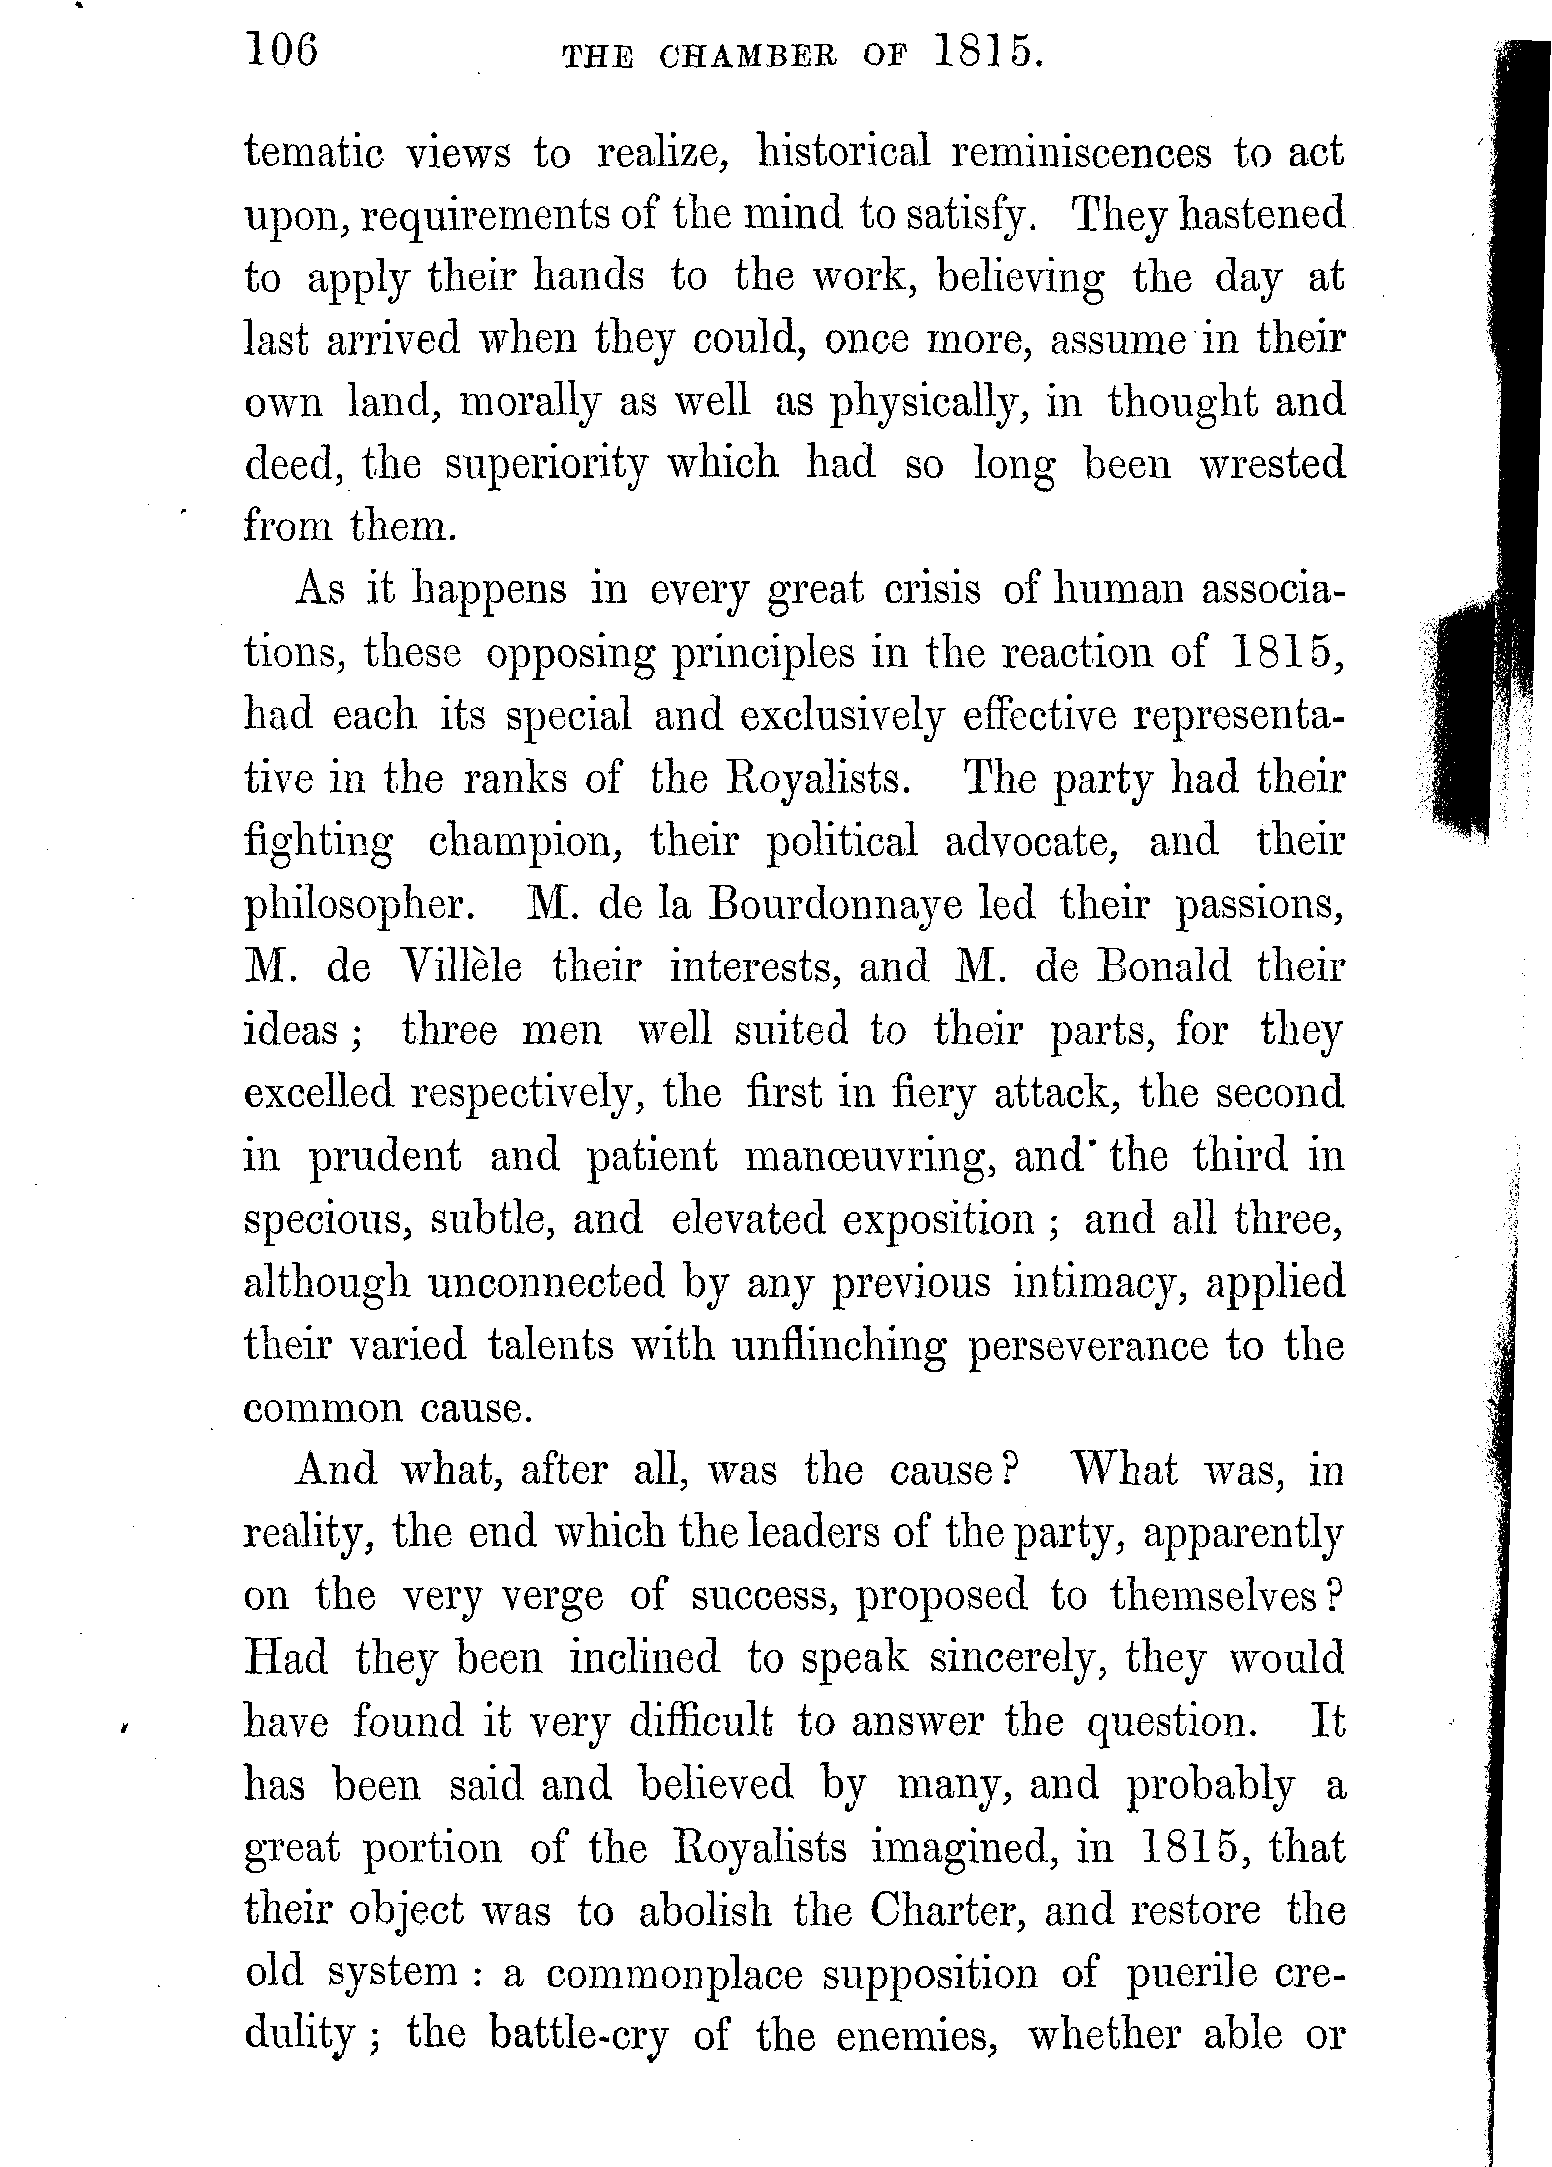 106 THE CHAMBER OF 1815.
tematic views to realize, historical reminiscences to act
upon, requirements of the mind to satisfy. They hastened
to apply their hands to the work, believing the day at
last arrived when they could, once more, assume in their
own land, morally as well as physically, in thought and
deed, the superiority which had so long been wrested
from them.
As it happens in every great crisis of human associa-
tions, these opposing principles in the reaction of 1815,
had each its special and exclusively effective representa-
tive in the ranks of the Royalists. The party had their
fighting champion, their political advocate, and their
philosopher. M. de la Bourdonnaye led their passions,
M. de Villèle their interests, and M. de Bonald their
ideas ; three men well suited to their parts, for they
excelled respectively, the first in fiery attack, the second
in prudent and patient manœuvring, and the third in
specious, subtle, and elevated exposition ; and all three,
although unconnected by any previous intimacy, applied
their varied talents with unflinching perseverance to the
common cause.
And what, after all, was the cause? What was, in
reality, the end which the leaders of the party, apparently
on the very verge of success, proposed to themselves?
Had they been inclined to speak sincerely, they would
have found it very difficult to answer the question. It
has been said and believed by many, and probably a
great portion of the Royalists imagined, in 1815, that
their object was to abolish the Charter, and restore the
old system : a commonplace supposition of puerile cre-
dulity ; the battle-cry of the enemies, whether able or